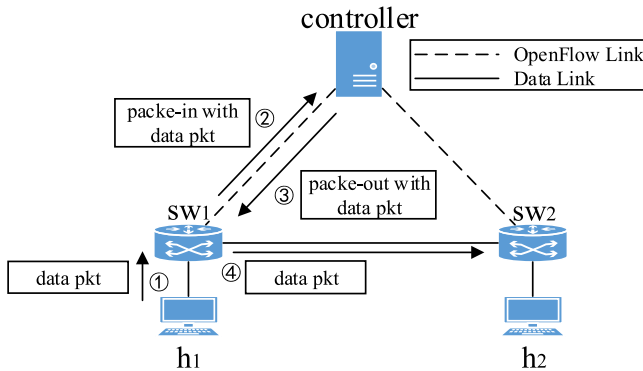 controller
OpenFlow Link
Data Link
packe-in with
data pkt
②
③
packe-out with
data pkt
SW1
SW2
data pkt
①
④
data pkt
h1
h2